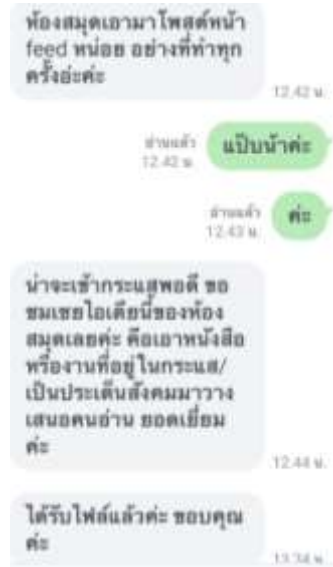 ห้องสมุดเอามาโพสต์หน้า
feed หน่อย อย่างที่ทำทุก
ครั้งอ่ะค่ะ
12.42 น.
อ่านแล้ว
12.42 น.
แป๊บน้าค่ะ
อ่านแล้ว
12.43 น.
ค่ะ
น่าจะเข้ากระแสพอดี ขอ
ชมเชยไอเดียนี้ของห้อง
สมุดเลยค่ะ คือเอาหนังสือ
หรืองานที่อยู่ในกระแส/
เป็นประเด็นสังคมมาวาง
เสนอคนอ่าน ยอดเยี่ยม
ค่ะ
12.44 น.
ได้รับไฟล์แล้วค่ะ ขอบคุณ
ค่ะ